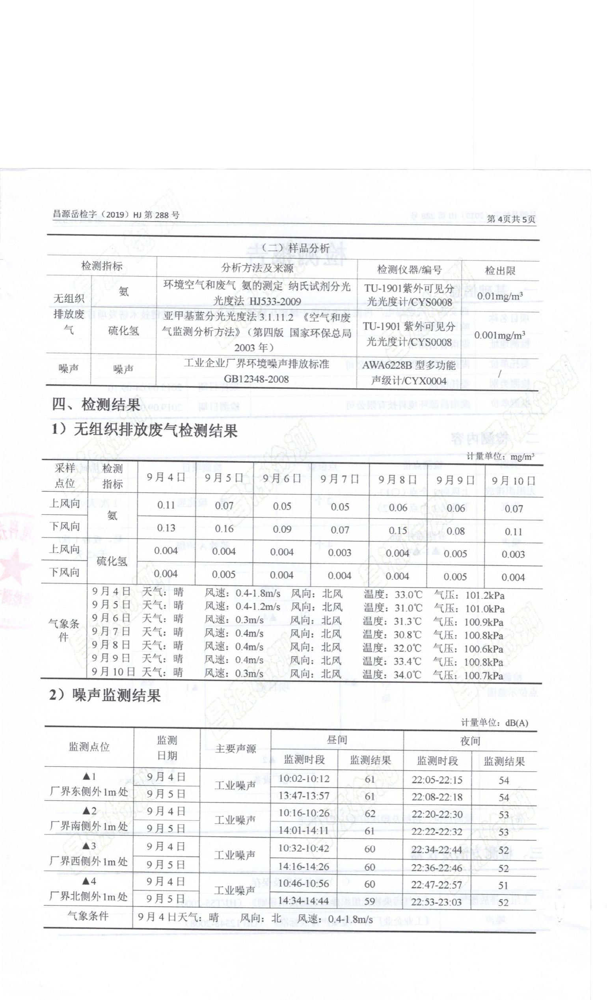 昌源岳检字（2019）HJ 第 288 号
第 4页共 5页
（二）样品分析
检测指标 分析方法及来源 检测仪器/编号 检出限
无组织排放废气 氨 环境空气和废气 氨的测定 纳氏试剂分光光度法 HJ533-2009 TU-1901紫外可见分光光度计/CYS0008 0.01mg/m³
硫化氢 亚甲基蓝分光光度法 3.1.11.2 《空气和废气监测分析方法》（第四版 国家环保总局 2003 年） TU-1901 紫外可见分光光度计/CYS0008 0.001mg/m³
噪声 噪声 工业企业厂界环境噪声排放标准 GB12348-2008 AWA6228B 型多功能声级计/CYX0004 /
四、检测结果
1）无组织排放废气检测结果
计量单位：mg/m³
采样点位 检测指标 9 月 4 日 9 月 5 日 9 月 6 日 9 月 7 日 9 月 8 日 9 月 9 日 9 月 10 日
上风向 氨 0.11 0.07 0.05 0.05 0.06 0.06 0.07
下风向 0.13 0.16 0.09 0.07 0.15 0.08 0.11
上风向 硫化氢 0.004 0.004 0.004 0.003 0.004 0.005 0.003
下风向 0.004 0.005 0.004 0.004 0.004 0.005 0.004
气象条件
9 月 4 日 天气：晴 风速：0.4-1.8m/s 风向：北风 温度：33.0℃ 气压：101.2kPa
9 月 5 日 天气：晴 风速：0.4-1.2m/s 风向：北风 温度：31.0℃ 气压：101.0kPa
9 月 6 日 天气：晴 风速：0.3m/s 风向：北风 温度：31.3℃ 气压：100.9kPa
9 月 7 日 天气：晴 风速：0.4m/s 风向：北风 温度：30.8℃ 气压：100.8kPa
9 月 8 日 天气：晴 风速：0.4m/s 风向：北风 温度：32.0℃ 气压：100.6kPa
9 月 9 日 天气：晴 风速：0.4m/s 风向：北风 温度：33.4℃ 气压：100.8kPa
9 月 10 日 天气：晴 风速：0.3m/s 风向：北风 温度：34.0℃ 气压：100.7kPa
2）噪声监测结果
计量单位：dB(A)
监测点位 监测日期 主要声源 昼间 夜间
监测时段 监测结果 监测时段 监测结果
▲1 厂界东侧外 1m 处 9 月 4 日 工业噪声 10:02-10:12 61 22:05-22:15 54
9 月 5 日 13:47-13:57 61 22:08-22:18 54
▲2 厂界南侧外 1m 处 9 月 4 日 工业噪声 10:16-10:26 62 22:20-22:30 53
9 月 5 日 14:01-14:11 61 22:22-22:32 53
▲3 厂界西侧外 1m 处 9 月 4 日 工业噪声 10:32-10:42 60 22:34-22:44 52
9 月 5 日 14:16-14:26 60 22:36-22:46 52
▲4 厂界北侧外 1m 处 9 月 4 日 工业噪声 10:46-10:56 60 22:47-22:57 51
9 月 5 日 14:34-14:44 59 22:53-23:03 52
气象条件 9 月 4 日天气：晴 风向：北 风速：0.4-1.8m/s